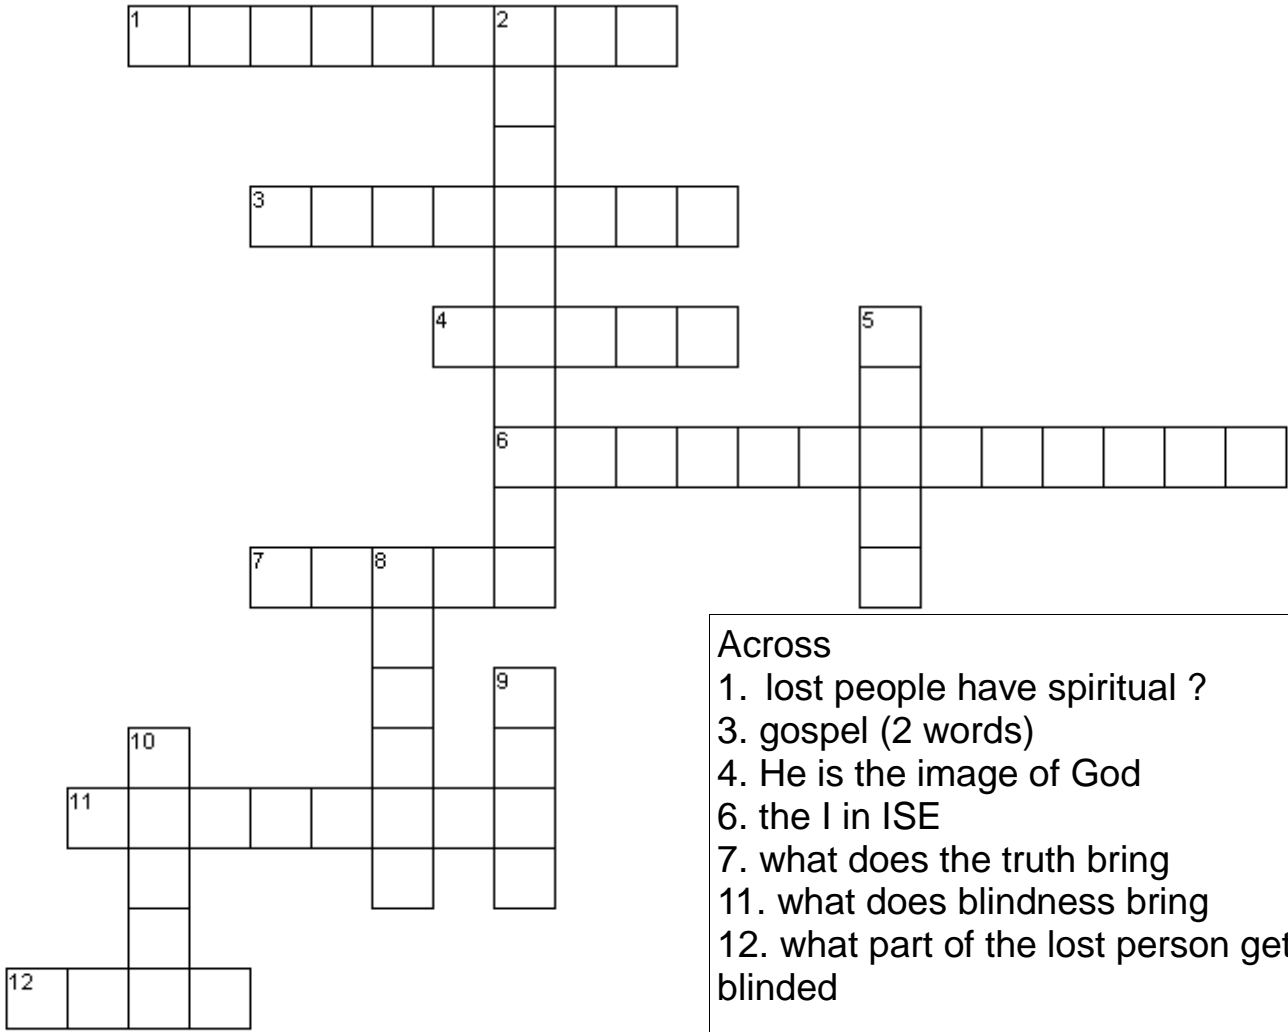 1
2
3
4
5
6
7
8
9
10
11
12
Across
1. lost people have spiritual ?
3. gospel (2 words)
4. He is the image of God
6. the I in ISE
7. what does the truth bring
11. what does blindness bring
12. what part of the lost person get
blinded